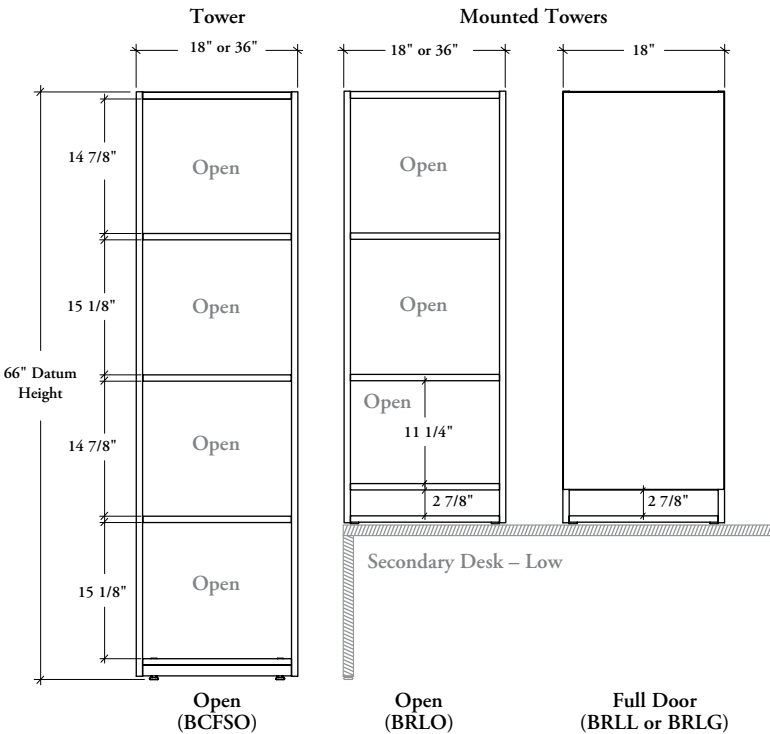 Tower
Mounted Towers
18" or 36"
18" or 36"
18"
14 7/8"
Open
Open
15 1/8"
Open
Open
66" Datum
Height
Open
11 1/4"
14 7/8"
Open
2 7/8"
2 7/8"
Secondary Desk – Low
15 1/8"
Open
Open
(BCFSO)
Open
(BRLO)
Full Door
(BRLL or BRLG)